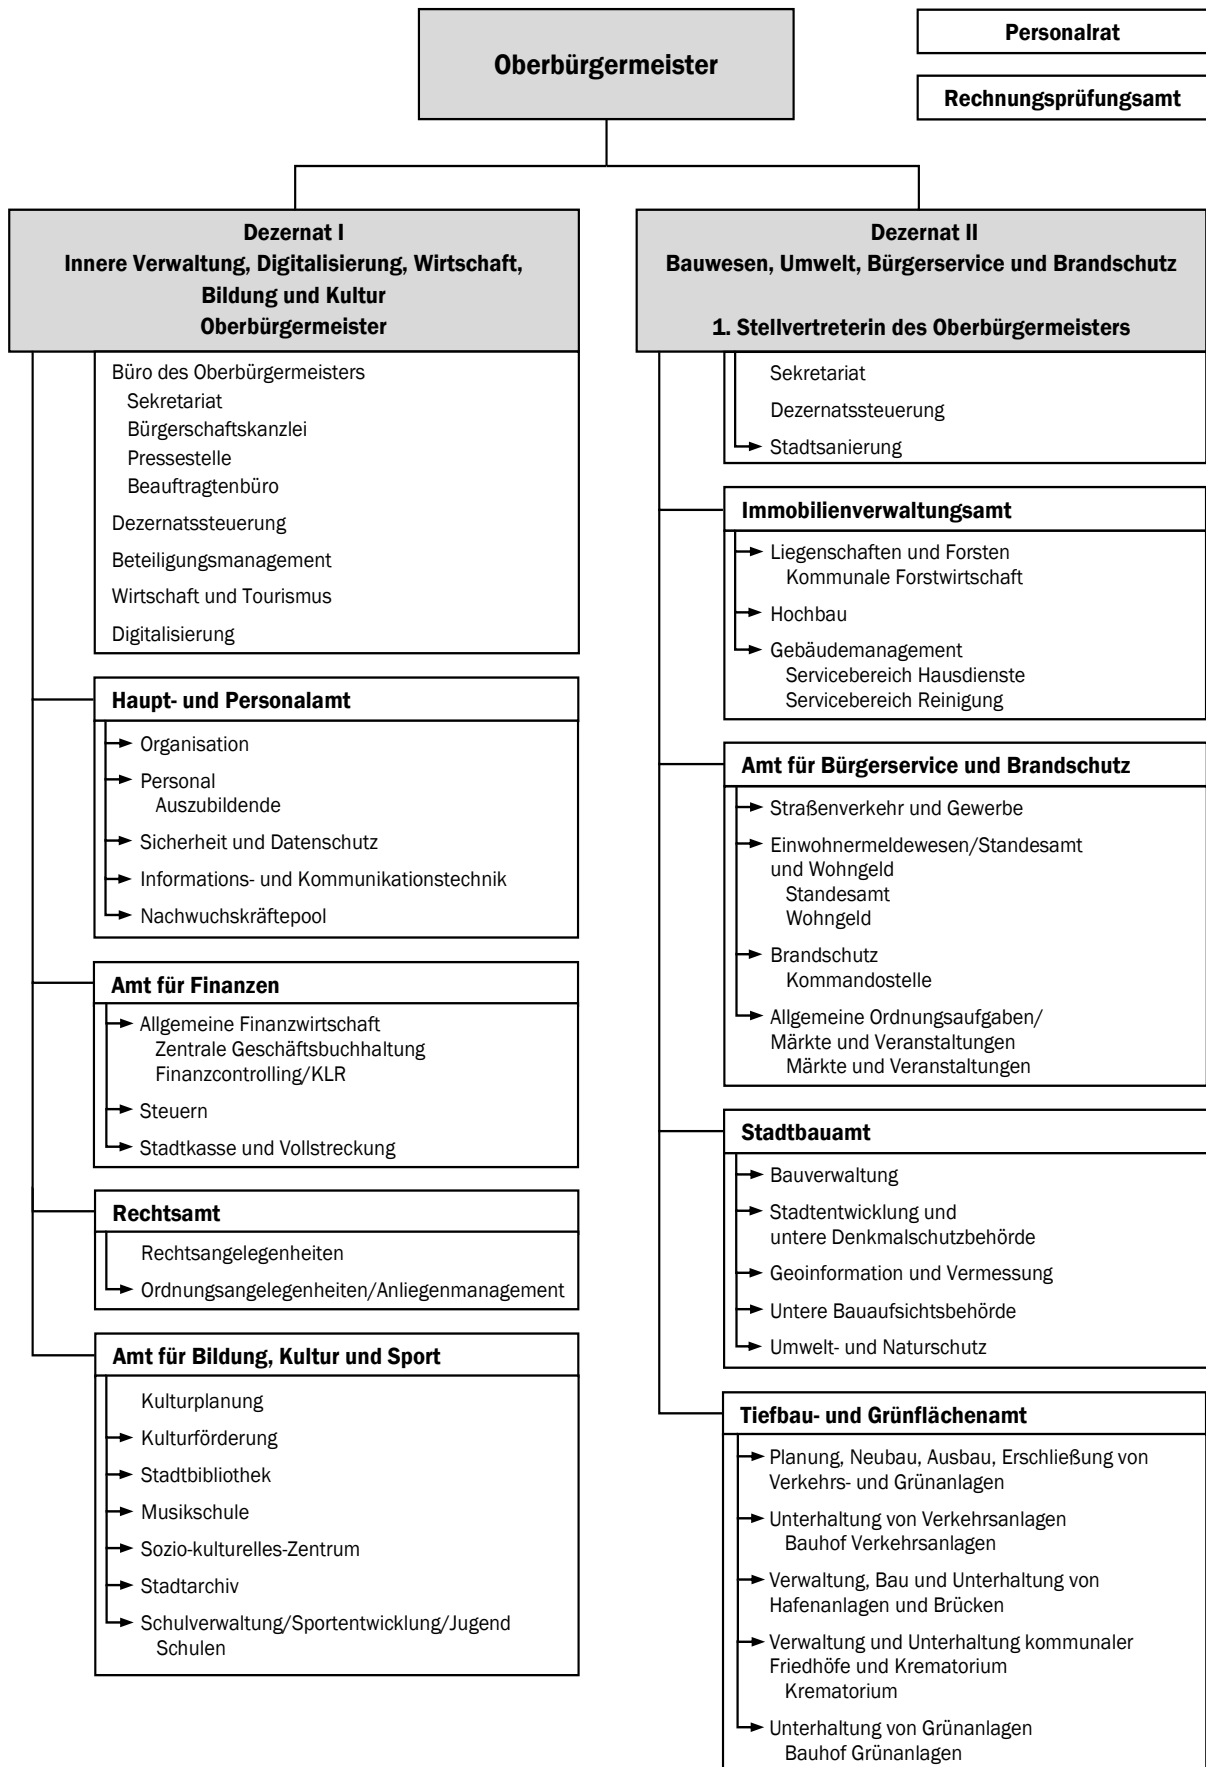 Oberbürgermeister
Personalrat
Rechnungsprüfungsamt
Dezernat I
Innere Verwaltung, Digitalisierung, Wirtschaft,
Bildung und Kultur
Oberbürgermeister
Büro des Oberbürgermeisters
Sekretariat
Bürgerschaftskanzlei
Pressestelle
Beauftragtenbüro
Dezernatssteuerung
Beteiligungsmanagement
Wirtschaft und Tourismus
Digitalisierung
Haupt- und Personalamt
Organisation
Personal
Auszubildende
Sicherheit und Datenschutz
Informations- und Kommunikationstechnik
Nachwuchskräftepool
Amt für Finanzen
Allgemeine Finanzwirtschaft
Zentrale Geschäftsbuchhaltung
Finanzcontrolling/KLR
Steuern
Stadtkasse und Vollstreckung
Rechtsamt
Rechtsangelegenheiten
Ordnungsangelegenheiten/Anliegenmanagement
Amt für Bildung, Kultur und Sport
Kulturplanung
Kulturförderung
Stadtbibliothek
Musikschule
Sozio-kulturelles-Zentrum
Stadtarchiv
Schulverwaltung/Sportentwicklung/Jugend
Schulen
Dezernat II
Bauwesen, Umwelt, Bürgerservice und Brandschutz
1. Stellvertreterin des Oberbürgermeisters
Sekretariat
Dezernatssteuerung
Stadtsanierung
Immobilienverwaltungsamt
Liegenschaften und Forsten
Kommunale Forstwirtschaft
Hochbau
Gebäudemanagement
Servicebereich Hausdienste
Servicebereich Reinigung
Amt für Bürgerservice und Brandschutz
Straßenverkehr und Gewerbe
Einwohnermeldewesen/Standesamt
und Wohngeld
Standesamt
Wohngeld
Brandschutz
Kommandostelle
Allgemeine Ordnungsaufgaben/
Märkte und Veranstaltungen
Märkte und Veranstaltungen
Stadtbauamt
Bauverwaltung
Stadtentwicklung und
untere Denkmalschutzbehörde
Geoinformation und Vermessung
Untere Bauaufsichtsbehörde
Umwelt- und Naturschutz
Tiefbau- und Grünflächenamt
Planung, Neubau, Ausbau, Erschließung von
Verkehrs- und Grünanlagen
Unterhaltung von Verkehrsanlagen
Bauhof Verkehrsanlagen
Verwaltung, Bau und Unterhaltung von
Hafenanlagen und Brücken
Verwaltung und Unterhaltung kommunaler
Friedhöfe und Krematorium
Krematorium
Unterhaltung von Grünanlagen
Bauhof Grünanlagen